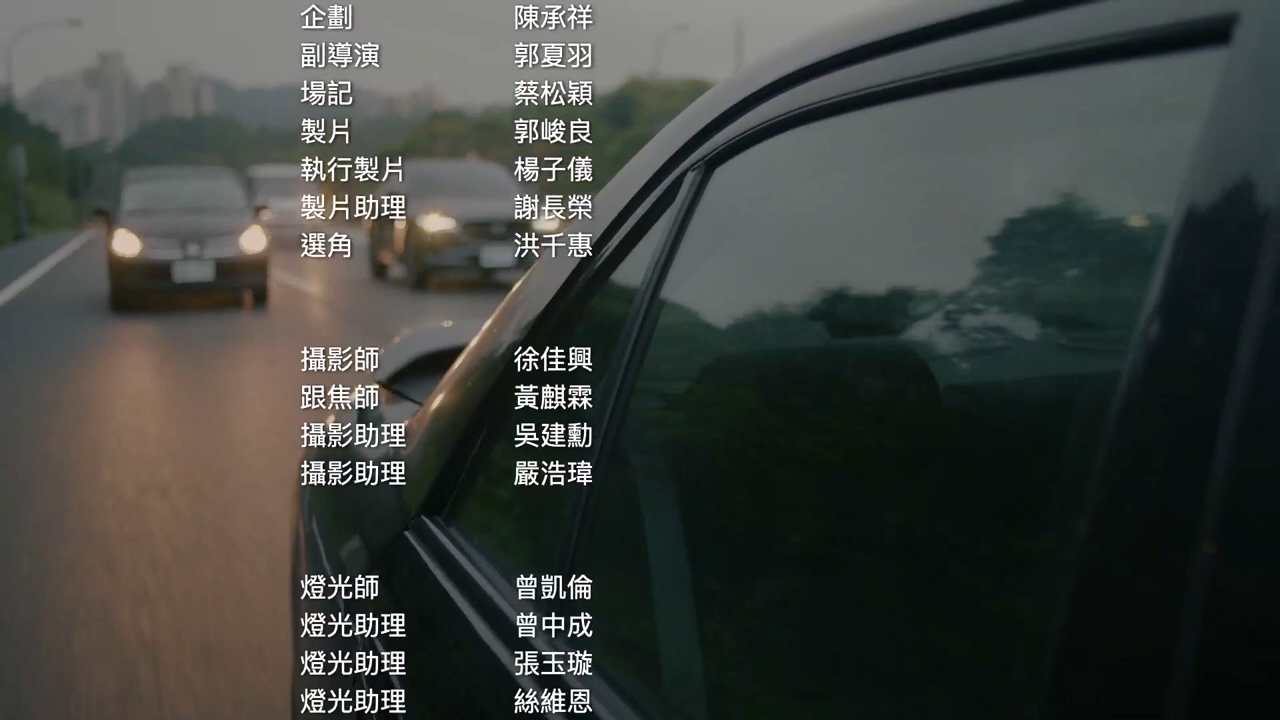 企劃 陳承祥
副導演 郭夏羽
場記 蔡松穎
製片 郭峻良
執行製片 楊子儀
製片助理 謝長榮
選角 洪千惠
攝影師 徐佳興
跟焦師 黃麒霖
攝影助理 吳建勳
攝影助理 嚴浩瑋
燈光師 曾凱倫
燈光助理 曾中成
燈光助理 張玉璇
燈光助理 絲維恩